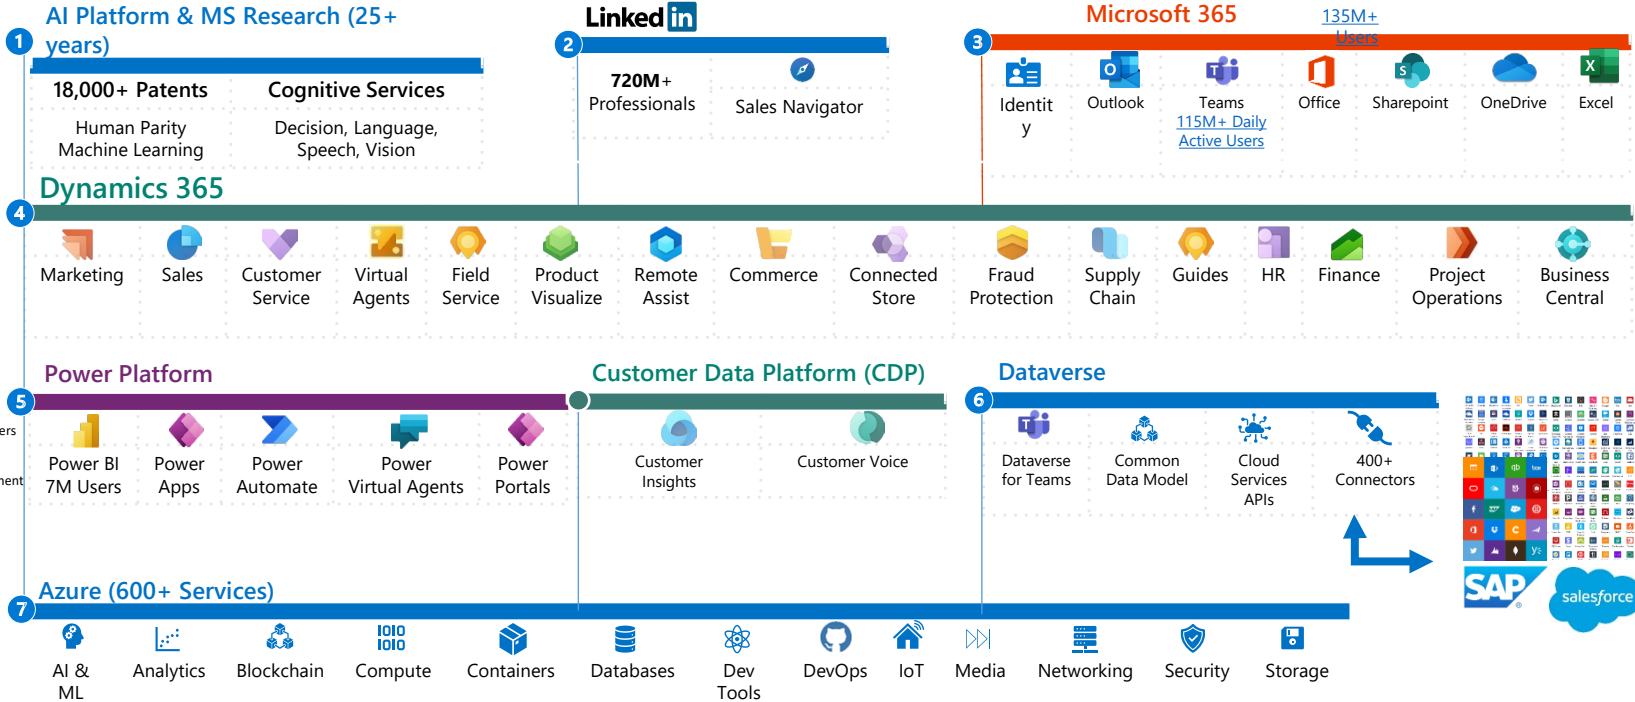 AI Platform & MS Research (25+
years)
1
18,000+ Patents
Human Parity
Machine Learning
Cognitive Services
Decision, Language,
Speech, Vision
Linked in
2
720M+
Professionals
Sales Navigator
Microsoft 365
135M+
Users
3
Identit
y
Outlook
Teams
115M+ Daily
Active Users
Office
Sharepoint
OneDrive
Excel
Dynamics 365
4
Marketing
Sales
Customer
Service
Virtual
Agents
Field
Service
Product
Visualize
Remote
Assist
Commerce
Connected
Store
Fraud
Protection
Supply
Chain
Guides
HR
Finance
Project
Operations
Business
Central
Power Platform
5
ers
ment
Power BI
7M Users
Power
Apps
Power
Automate
Power
Virtual Agents
Power
Portals
Customer Data Platform (CDP)
Customer
Insights
Customer Voice
Dataverse
6
Dataverse
for Teams
Common
Data Model
Cloud
Services
APIs
400+
Connectors
SAP
salesforce
Azure (600+ Services)
7
AI &
ML
Analytics
Blockchain
Compute
Containers
Databases
Dev
Tools
DevOps
IoT
Media
Networking
Security
Storage